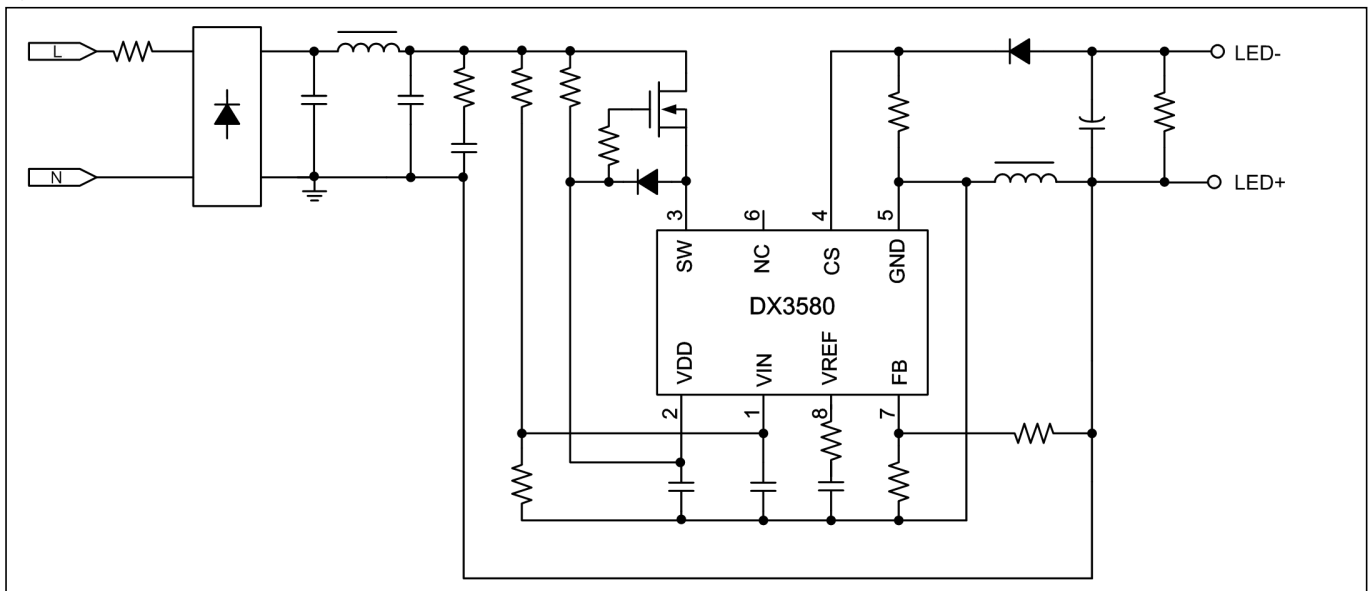 L
N
LED-
LED+
3
6
4
5
SW
NC
CS
GND
DX3580
VDD
VIN
VREF
FB
2
1
8
7